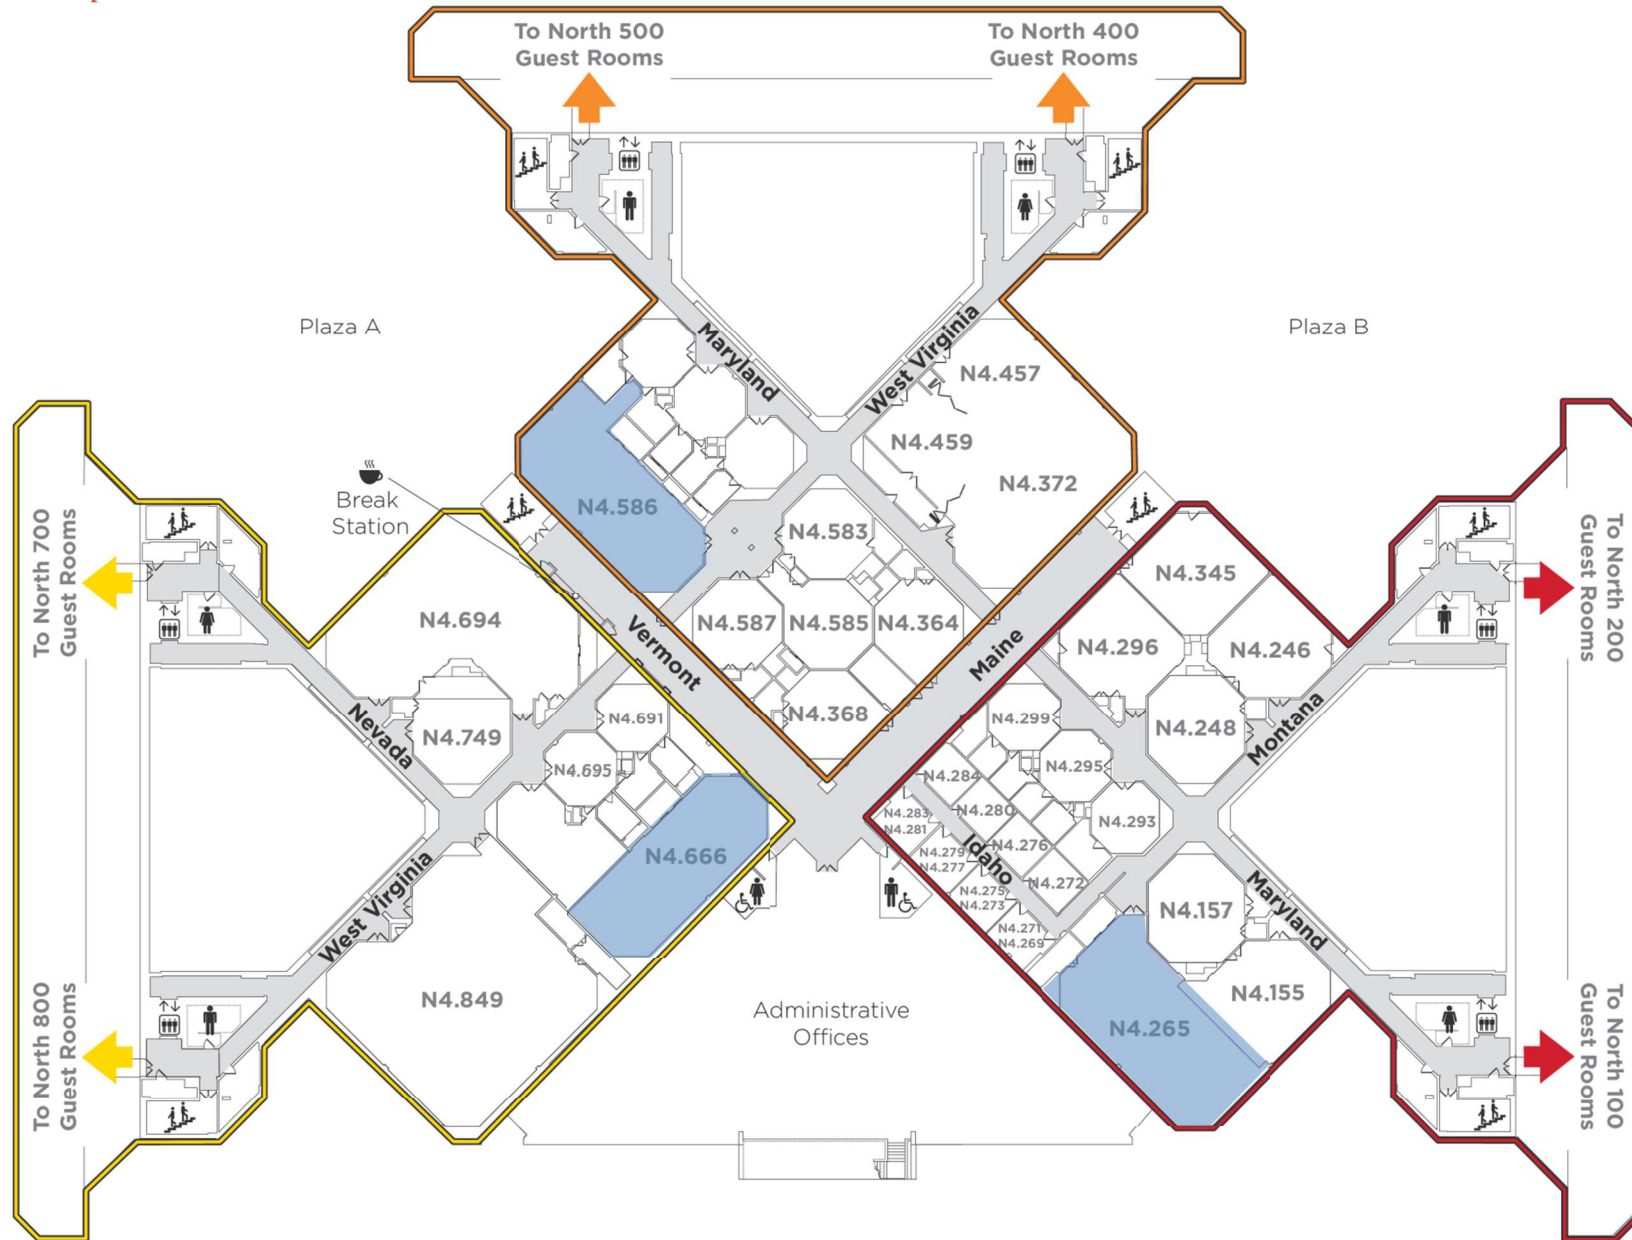 To North 500
Guest Rooms
To North 400
Guest Rooms
Plaza A
Plaza B
Maryland
West Virginia
N4.457
N4.459
N4.372
Break
Station
N4.586
N4.583
N4.587
N4.585
N4.364
N4.368
Vermont
Maine
To North 700
Guest Rooms
N4.694
N4.691
N4.749
N4.695
Nevada
N4.666
West Virginia
N4.849
To North 800
Guest Rooms
To North 200
Guest Rooms
N4.345
N4.296
N4.246
N4.299
N4.248
Montana
N4.295
N4.284
N4.280
N4.283
N4.281
N4.293
N4.276
N4.279
N4.277
Idaho
N4.272
N4.275
N4.273
N4.271
N4.269
N4.157
Maryland
N4.155
N4.265
To North 100
Guest Rooms
Administrative
Offices